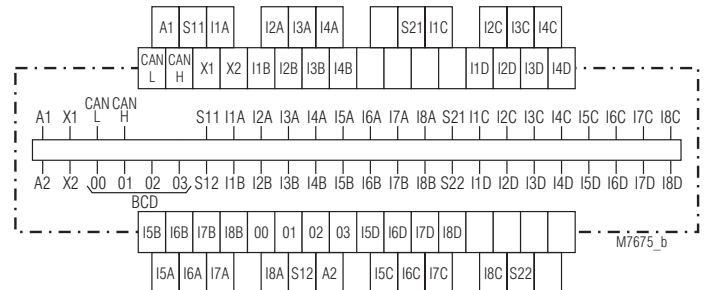 A1 S11 I1A I2A I3A I4A S21 I1C I2C I3C I4C
CAN L CAN H X1 X2 I1B I2B I3B I4B I1D I2D I3D I4D
A1 X1 CAN L CAN H S11 I1A I2A I3A I4A I5A I6A I7A I8A S21 I1C I2C I3C I4C I5C I6C I7C I8C
A2 X2 00 01 02 03 S12 I1B I2B I3B I4B I5B I6B I7B I8B S22 I1D I2D I3D I4D I5D I6D I7D I8D
BCD
I5B I6B I7B I8B 00 01 02 03 I5D I6D I7D I8D
M7675_b
I5A I6A I7A I8A S12 A2 I5C I6C I7C I8C S22